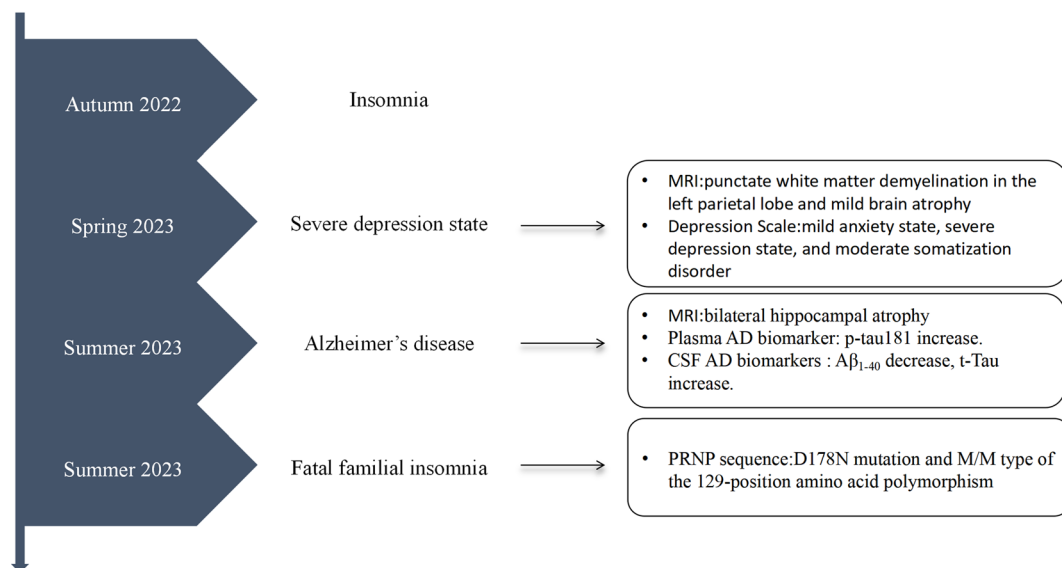 Autumn 2022
Insomnia
Spring 2023
Severe depression state
• MRI:punctate white matter demyelination in the
left parietal lobe and mild brain atrophy
• Depression Scale:mild anxiety state, severe
depression state, and moderate somatization
disorder
Summer 2023
Alzheimer’s disease
• MRI:bilateral hippocampal atrophy
• Plasma AD biomarker: p-tau181 increase.
• CSF AD biomarkers : Aβ₁₋₄₀ decrease, t-Tau
increase.
Summer 2023
Fatal familial insomnia
• PRNP sequence:D178N mutation and M/M type of
the 129-position amino acid polymorphism